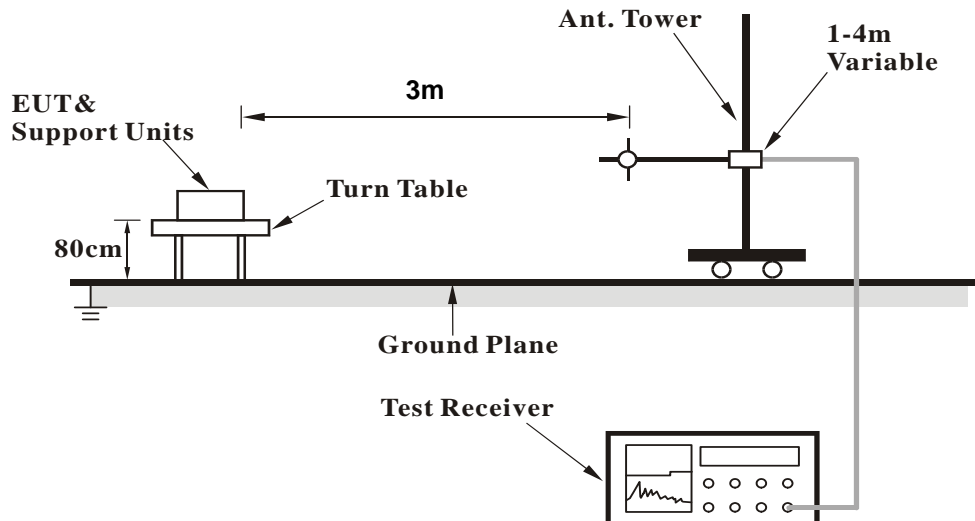 Ant. Tower
1-4m
Variable
3m
EUT&
Support Units
Turn Table
80cm
Ground Plane
Test Receiver